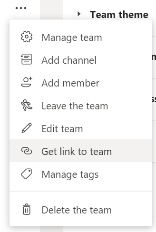 ...
Team theme
Manage team
Add channel
Add member
Leave the team
Edit team
Get link to team
Manage tags
Delete the team